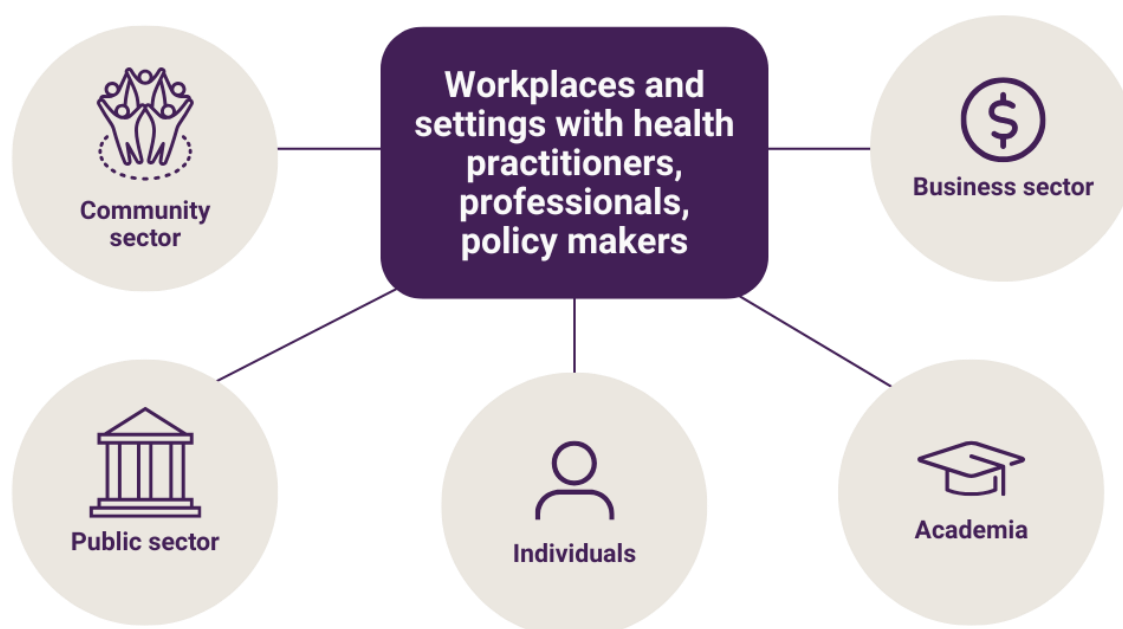 Workplaces and
settings with health
practitioners,
professionals,
policy makers
Community
sector
Business sector
Public sector
Individuals
Academia